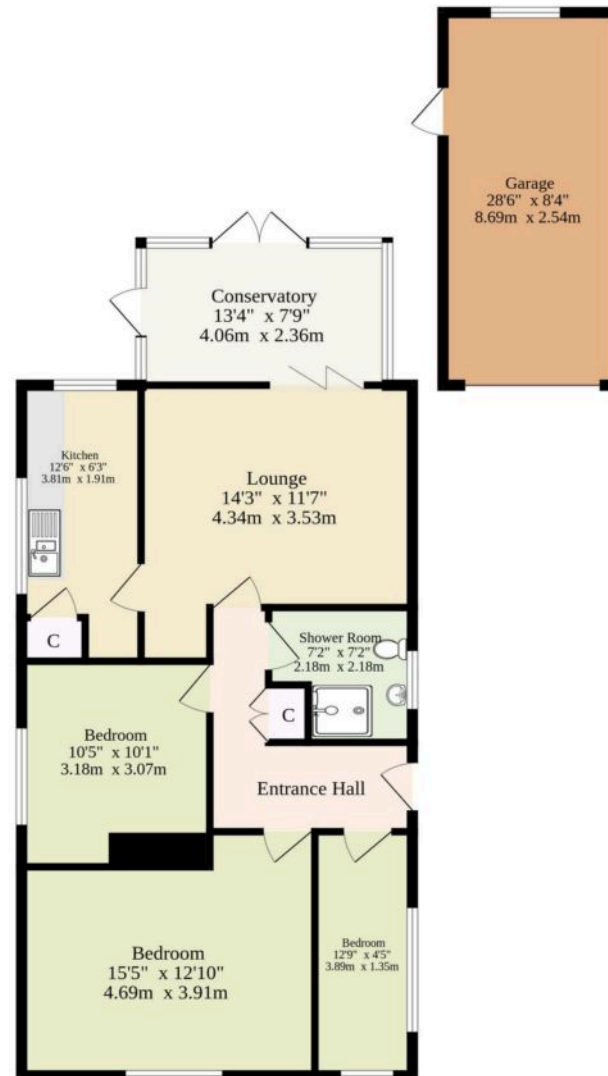 Garage
28'6" x 8'4"
8.69m x 2.54m
Conservatory
13'4" x 7'9"
4.06m x 2.36m
Kitchen
12'6" x 6'3"
3.81m x 1.91m
Lounge
14'3" x 11'7"
4.34m x 3.53m
C
Shower Room
7'2" x 7'2"
2.18m x 2.18m
C
Bedroom
10'5" x 10'1"
3.18m x 3.07m
Entrance Hall
Bedroom
15'5" x 12'10"
4.69m x 3.91m
Bedroom
12'9" x 4'5"
3.89m x 1.35m